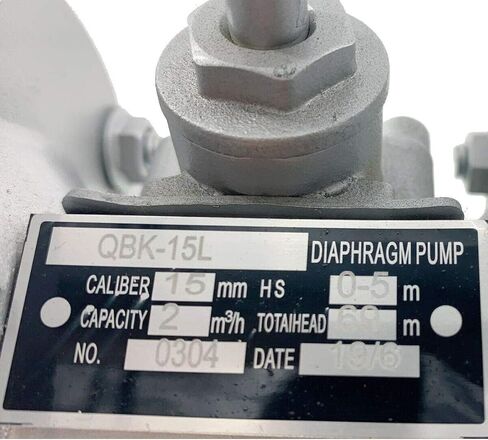 QBK-15L DIAPHRAGM PUMP
CALIBER 15 mm HS 0-5 m
CAPACITY 2 m³/h TOTAIHEAD 60 m
NO. 0304 DATE 19/6